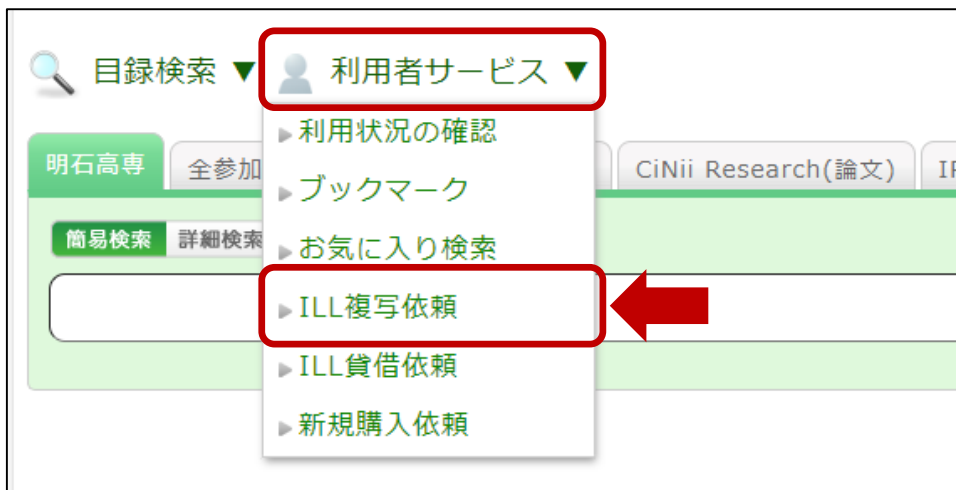 目録検索 ▼ 利用者サービス ▼
▶利用状況の確認
明石高専 全参加 CiNii Research(論文)
▶ブックマーク
簡易検索 詳細検索
▶お気に入り検索
▶ILL複写依頼
▶ILL貸借依頼
▶新規購入依頼